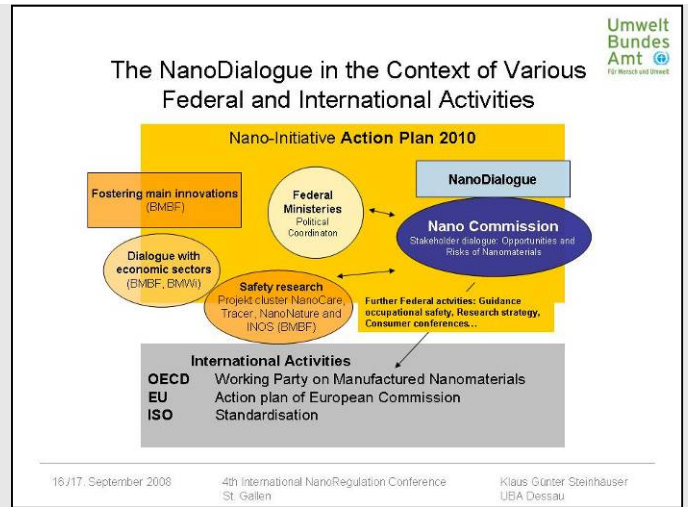 Umwelt
Bundes
Amt
Für Mensch und Umwelt
The NanoDialogue in the Context of Various
Federal and International Activities
Nano-Initiative Action Plan 2010
Fostering main innovations
(BMBF)
Federal
Ministeries
Political
Coordinaton
NanoDialogue
Nano Commission
Stakeholder dialogue: Opportunities and
Risks of Nanomaterials
Dialogue with
economic sectors
(BMBF, BMWi)
Safety research
Projekt cluster NanoCare,
Tracer, NanoNature and
INOS (BMBF)
Further Federal actvities: Guidance
occupational safety, Research strategy,
Consumer conferences...
International Activities
OECD Working Party on Manufactured Nanomaterials
EU Action plan of European Commission
ISO Standardisation
16./17. September 2008
4th International NanoRegulation Conference
St. Gallen
Klaus Günter Steinhäuser
UBA Dessau